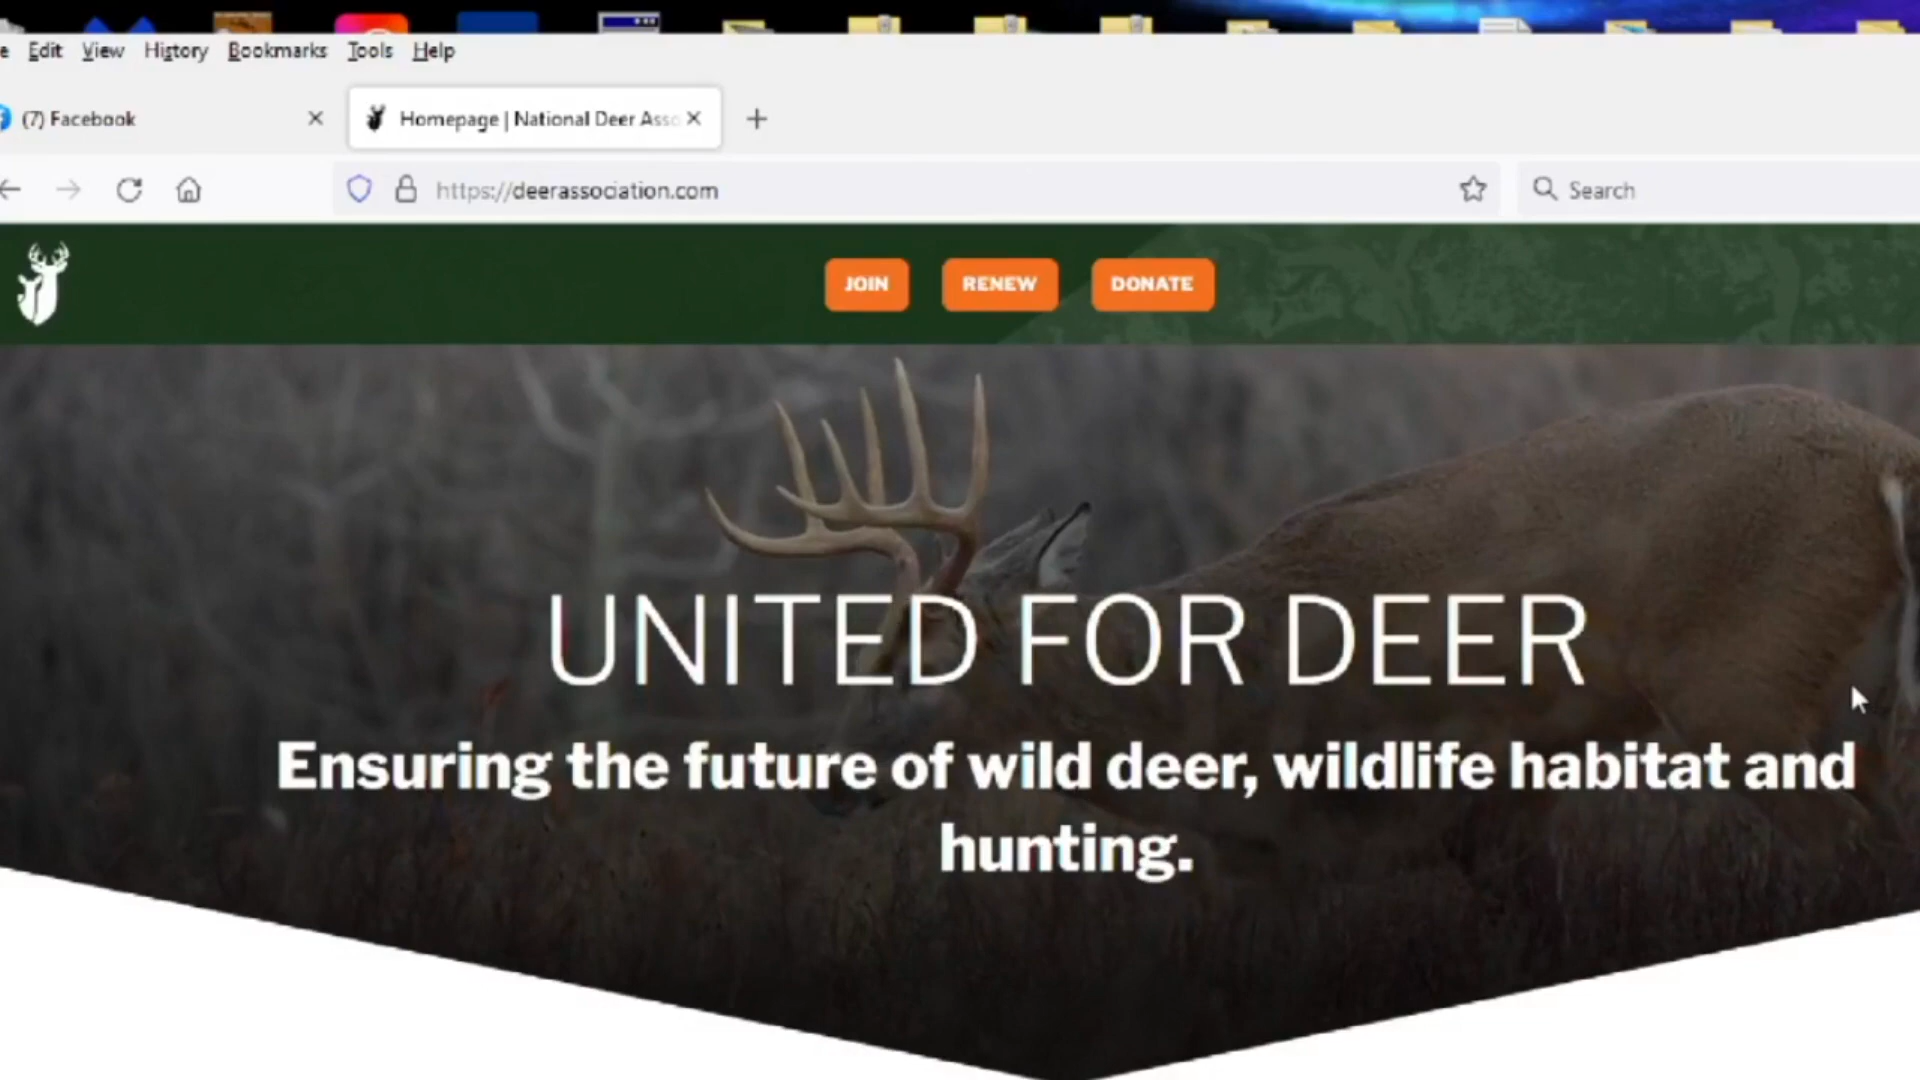 Edit View History Bookmarks Tools Help
(7) Facebook
Homepage | National Deer Asso
https://deerassociation.com
Search
JOIN RENEW DONATE
UNITED FOR DEER
Ensuring the future of wild deer, wildlife habitat and
hunting.